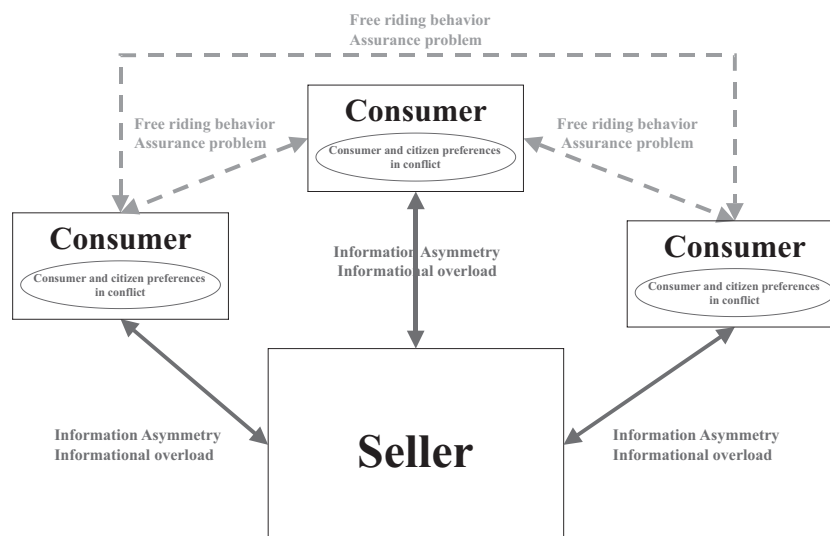 Free riding behavior
Assurance problem
Free riding behavior
Assurance problem
Consumer
Consumer and citizen preferences
in conflict
Free riding behavior
Assurance problem
Consumer
Consumer and citizen preferences
in conflict
Information Asymmetry
Informational overload
Consumer
Consumer and citizen preferences
in conflict
Information Asymmetry
Informational overload
Seller
Information Asymmetry
Informational overload